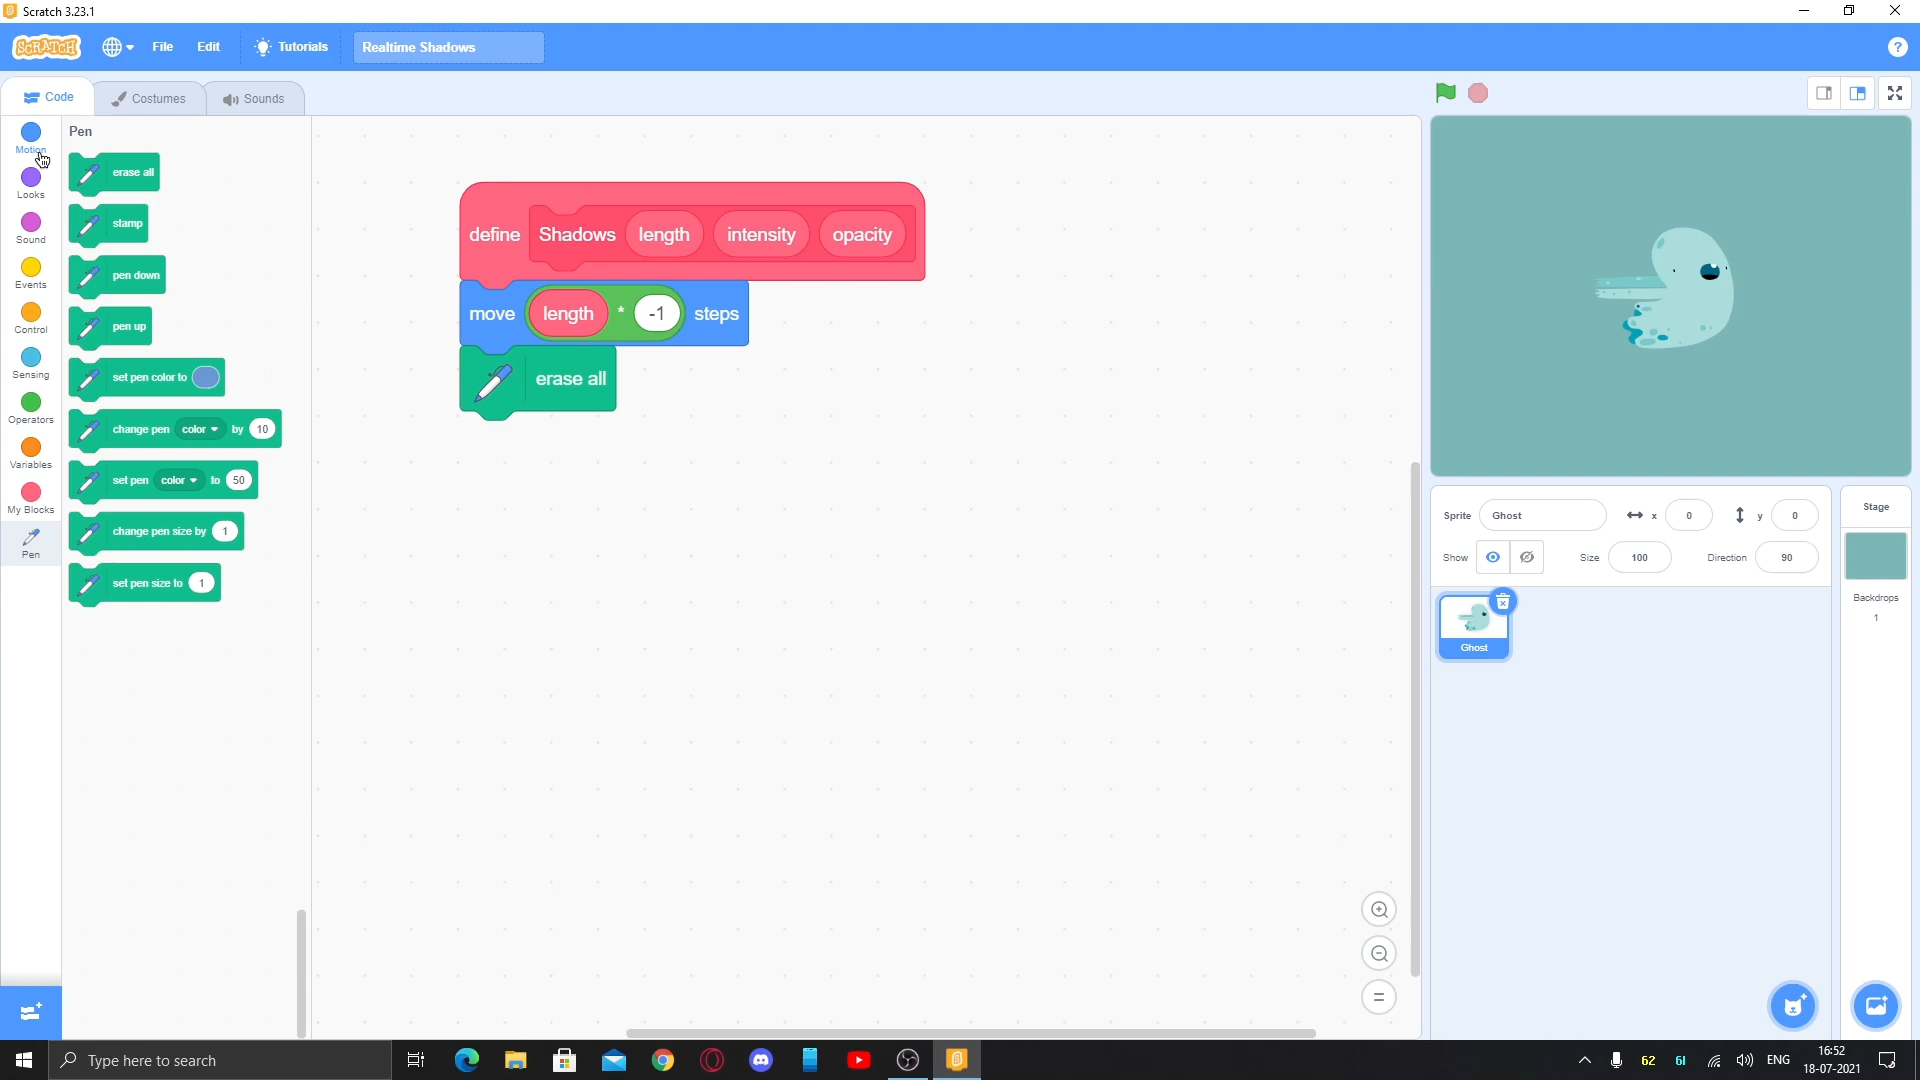 Scratch 3.23.1
SCRATCH
File
Edit
Tutorials
Realtime Shadows
?
Code
Costumes
Sounds
Motion
Looks
Sound
Events
Control
Sensing
Operators
Variables
My Blocks
Pen
Pen
erase all
stamp
pen down
pen up
set pen color to
change pen color by 10
set pen color to 50
change pen size by 1
set pen size to 1
define Shadows length intensity opacity
move length * -1 steps
erase all
Sprite Ghost x 0 y 0
Show Size 100 Direction 90
Ghost
Stage
Backdrops
1
Type here to search
62
61
ENG
16:52
18-07-2021